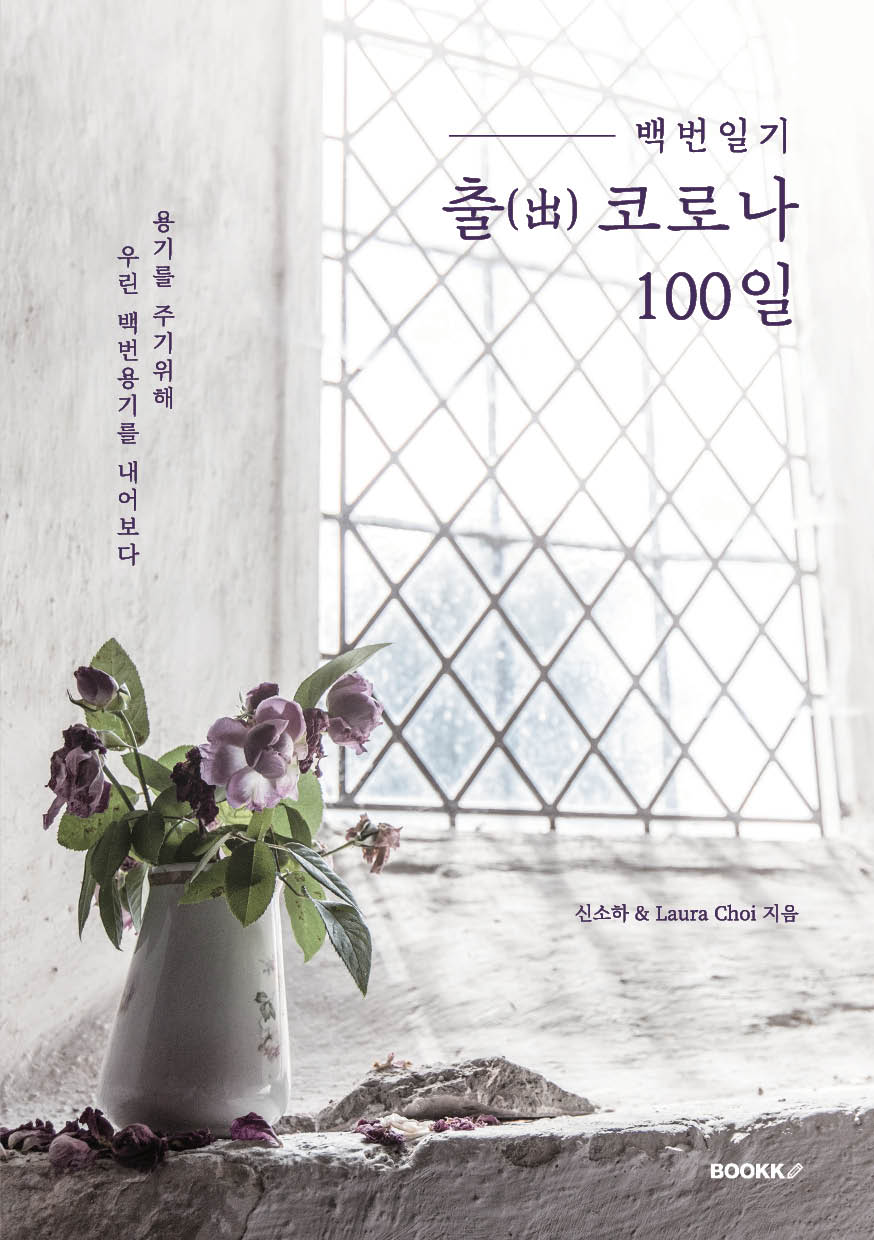 백번일기
출(出) 코로나
100일
용기를 주기위해
우린 백번용기를 내어보다
신소하 & Laura Choi 지음
BOOKK